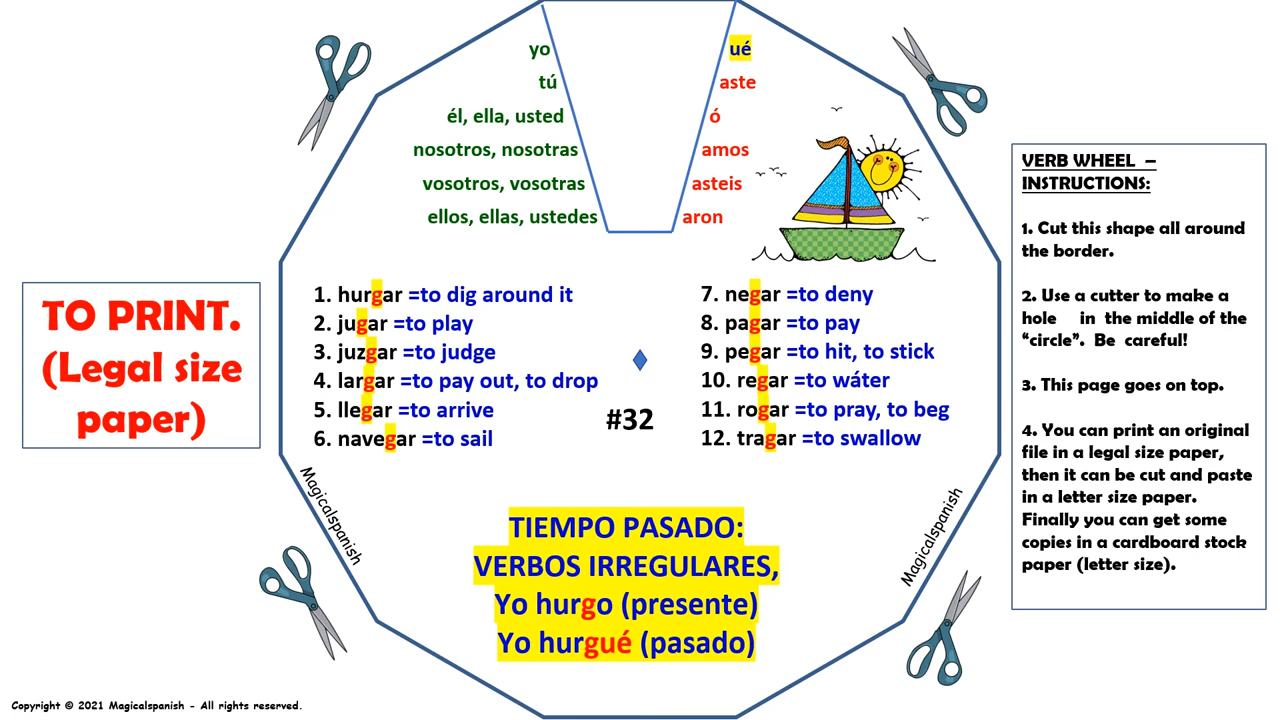 yo
tú
él, ella, usted
nosotros, nosotras
vosotros, vosotras
ellos, ellas, ustedes
ué
aste
ó
amos
asteis
aron
TO PRINT.
(Legal size
paper)
1. hurgar =to dig around it
2. jugar =to play
3. juzgar =to judge
4. largar =to pay out, to drop
5. llegar =to arrive
6. navegar =to sail
#32
7. negar =to deny
8. pagar =to pay
9. pegar =to hit, to stick
10. regar =to wáter
11. rogar =to pray, to beg
12. tragar =to swallow
Magicalspanish
Magicalspanish
TIEMPO PASADO:
VERBOS IRREGULARES,
Yo hurgo (presente)
Yo hurgué (pasado)
VERB WHEEL –
INSTRUCTIONS:
1. Cut this shape all around
the border.
2. Use a cutter to make a
hole in the middle of the
“circle”. Be careful!
3. This page goes on top.
4. You can print an original
file in a legal size paper,
then it can be cut and paste
in a letter size paper.
Finally you can get some
copies in a cardboard stock
paper (letter size).
Copyright © 2021 Magicalspanish - All rights reserved.